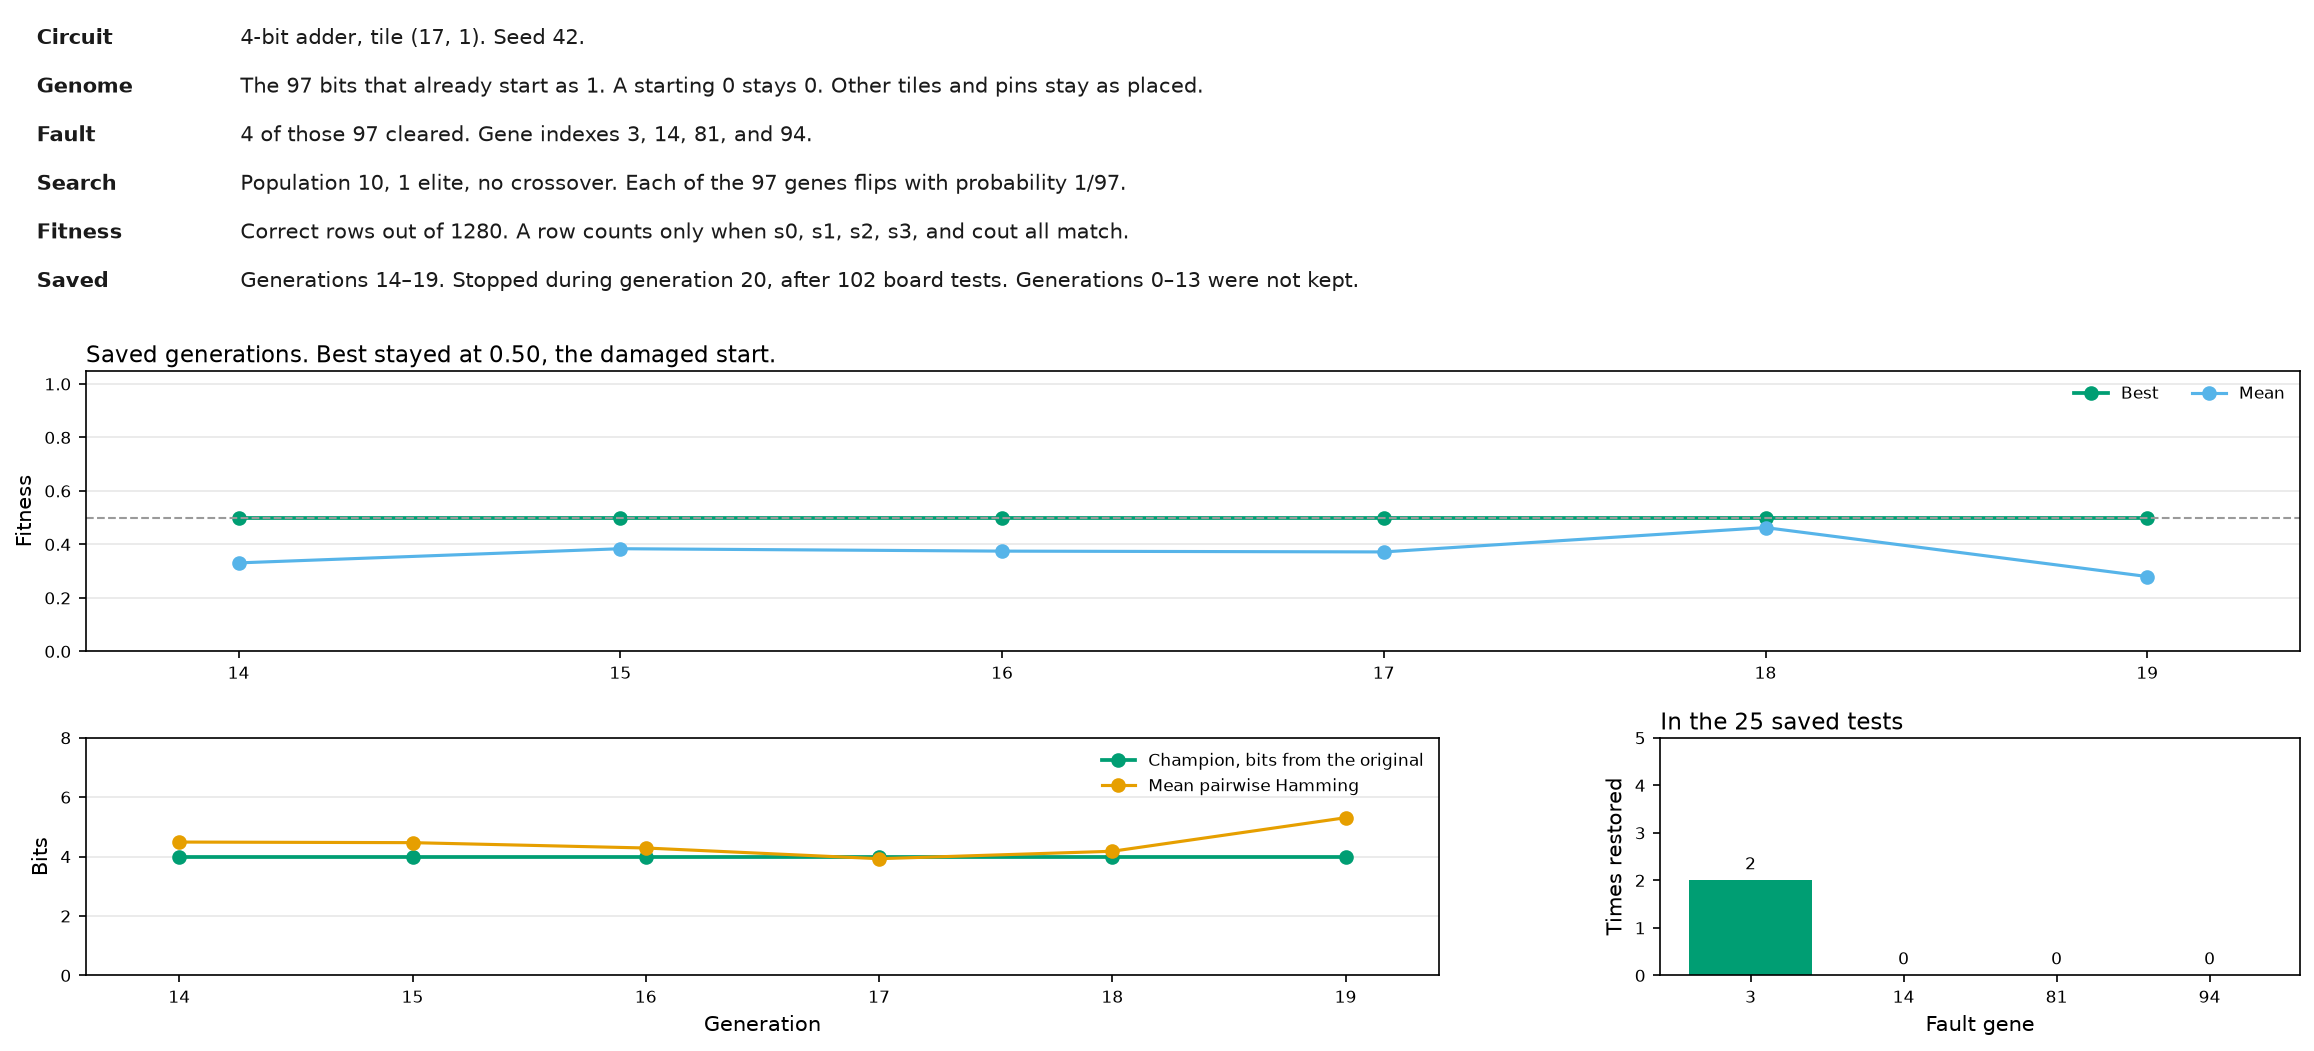 Circuit 4-bit adder, tile (17, 1). Seed 42.
Genome The 97 bits that already start as 1. A starting 0 stays 0. Other tiles and pins stay as placed.
Fault 4 of those 97 cleared. Gene indexes 3, 14, 81, and 94.
Search Population 10, 1 elite, no crossover. Each of the 97 genes flips with probability 1/97.
Fitness Correct rows out of 1280. A row counts only when s0, s1, s2, s3, and cout all match.
Saved Generations 14–19. Stopped during generation 20, after 102 board tests. Generations 0–13 were not kept.
Saved generations. Best stayed at 0.50, the damaged start.
Fitness
1.0
0.8
0.6
0.4
0.2
0.0
Best Mean
14 15 16 17 18 19
Bits
8
6
4
2
0
Champion, bits from the original
Mean pairwise Hamming
14 15 16 17 18 19
Generation
In the 25 saved tests
Times restored
5
4
3
2
1
0
2 0 0 0
3 14 81 94
Fault gene